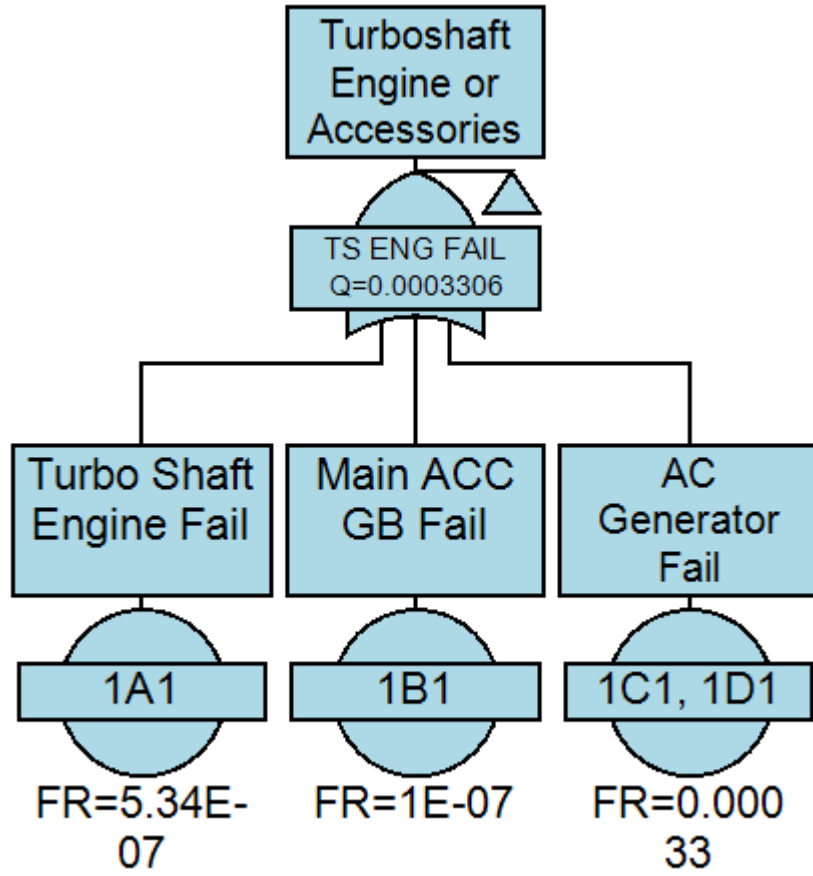 Turboshaft
Engine or
Accessories
TS ENG FAIL
Q=0.0003306
Turbo Shaft
Engine Fail
Main ACC
GB Fail
AC
Generator
Fail
1A1
1B1
1C1, 1D1
FR=5.34E-
07
FR=1E-07
FR=0.000
33